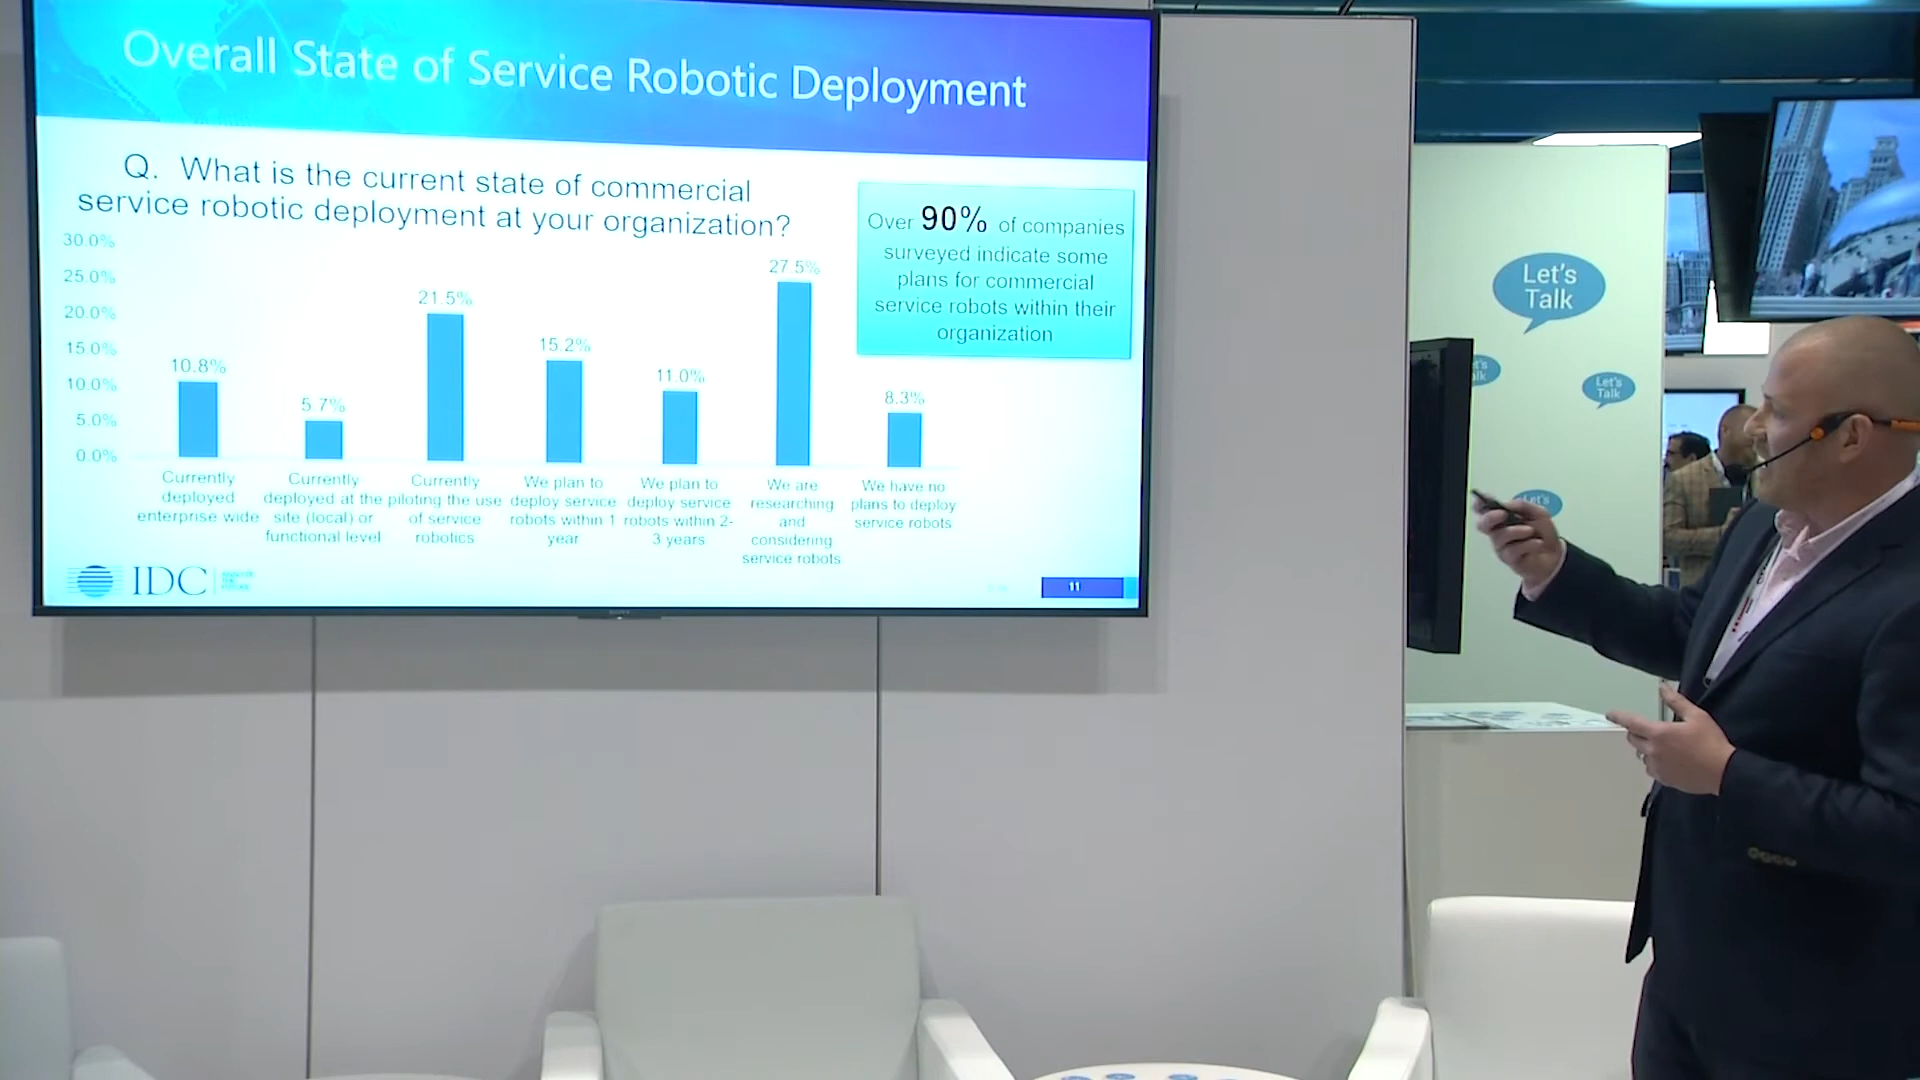 Overall State of Service Robotic Deployment
Q. What is the current state of commercial
service robotic deployment at your organization?
Over 90% of companies
surveyed indicate some
plans for commercial
service robots within their
organization
30.0%
25.0%
20.0%
15.0%
10.0%
5.0%
0.0%
10.8%
5.7%
21.5%
15.2%
11.0%
27.5%
8.3%
Currently
deployed
enterprise wide
Currently
deployed at the
site (local) or
functional level
Currently
piloting the use
of service
robotics
We plan to
deploy service
robots within 1
year
We plan to
deploy service
robots within 2-
3 years
We are
researching
and
considering
service robots
We have no
plans to deploy
service robots
IDC
11
SONY
Let's
Talk
Let's
Talk
Let's